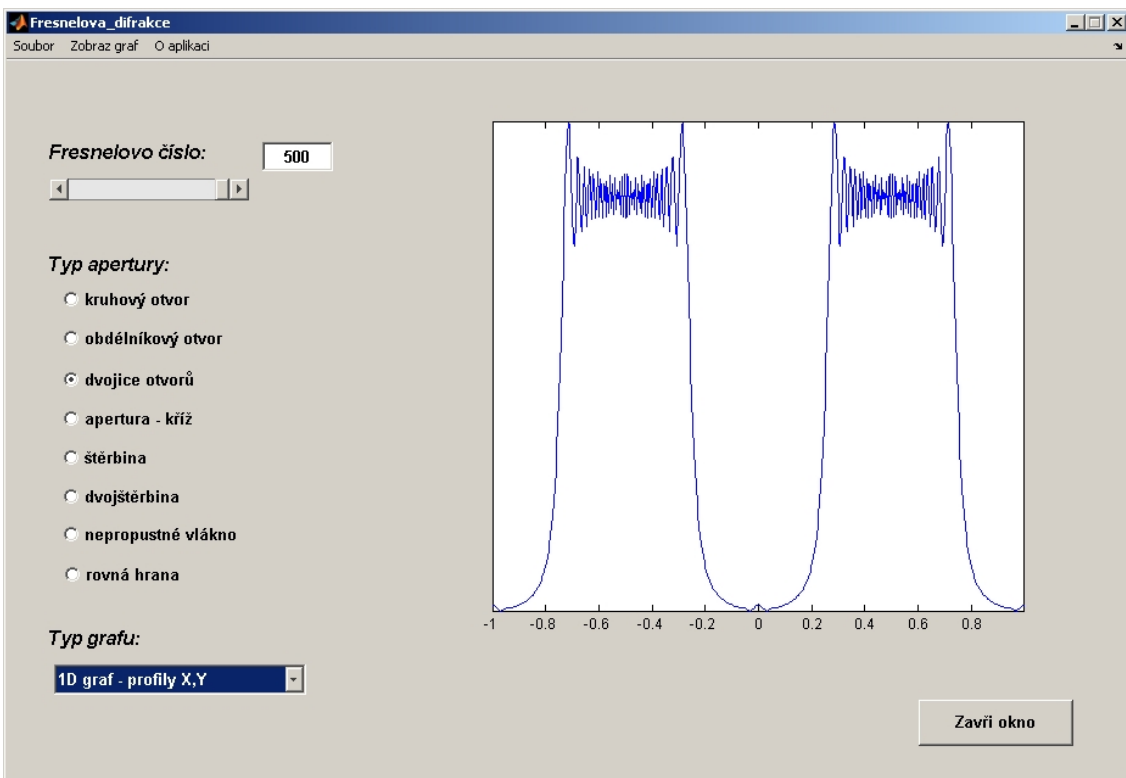 Fresnelova_difrakce
Soubor Zobraz graf O aplikaci
Fresnelovo číslo: 500
Typ apertury:
kruhový otvor
obdélníkový otvor
dvojice otvorů
apertura - kříž
štěrbina
dvojštěrbina
nepropustné vlákno
rovná hrana
Typ grafu:
1D graf - profily X,Y
-1 -0.8 -0.6 -0.4 -0.2 0 0.2 0.4 0.6 0.8
Zavři okno